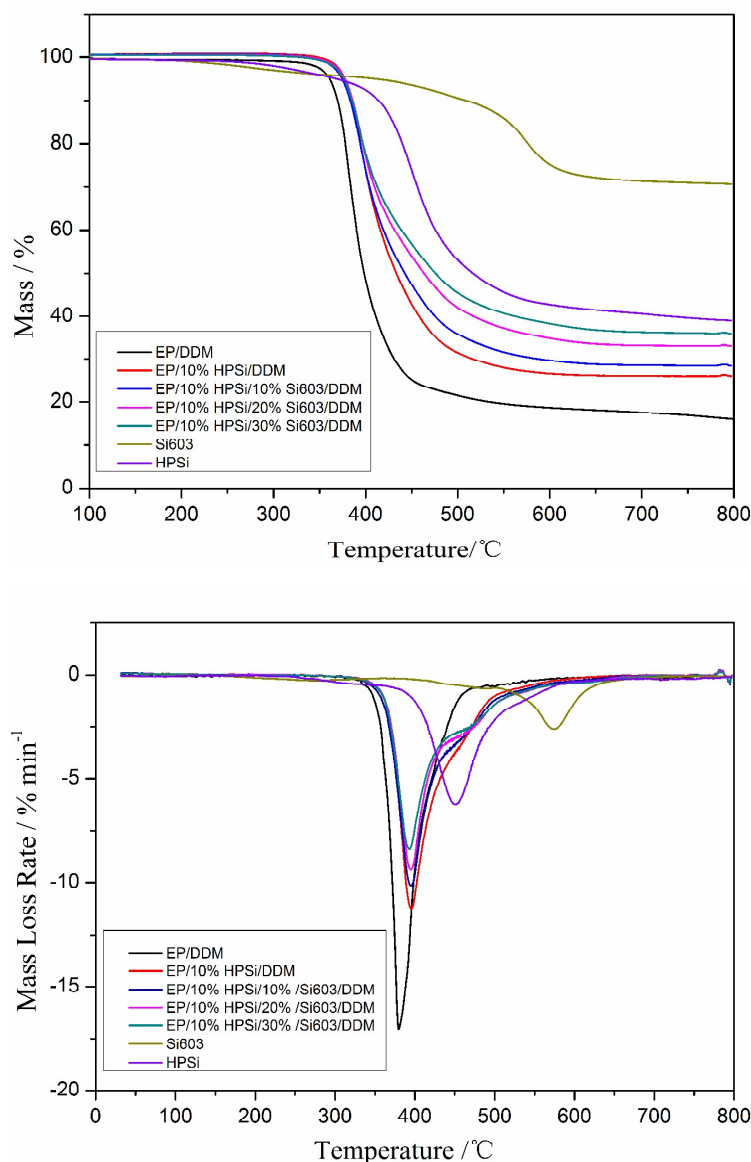 100
80
60
40
20
0
Mass / %
EP/DDM
EP/10% HPSi/DDM
EP/10% HPSi/10% Si603/DDM
EP/10% HPSi/20% Si603/DDM
EP/10% HPSi/30% Si603/DDM
Si603
HPSi
100 200 300 400 500 600 700 800
Temperature/℃
0
-5
-10
-15
-20
Mass Loss Rate / % min⁻¹
EP/DDM
EP/10% HPSi/DDM
EP/10% HPSi/10% /Si603/DDM
EP/10% HPSi/20% /Si603/DDM
EP/10% HPSi/30% /Si603/DDM
Si603
HPSi
0 100 200 300 400 500 600 700 800
Temperature /℃